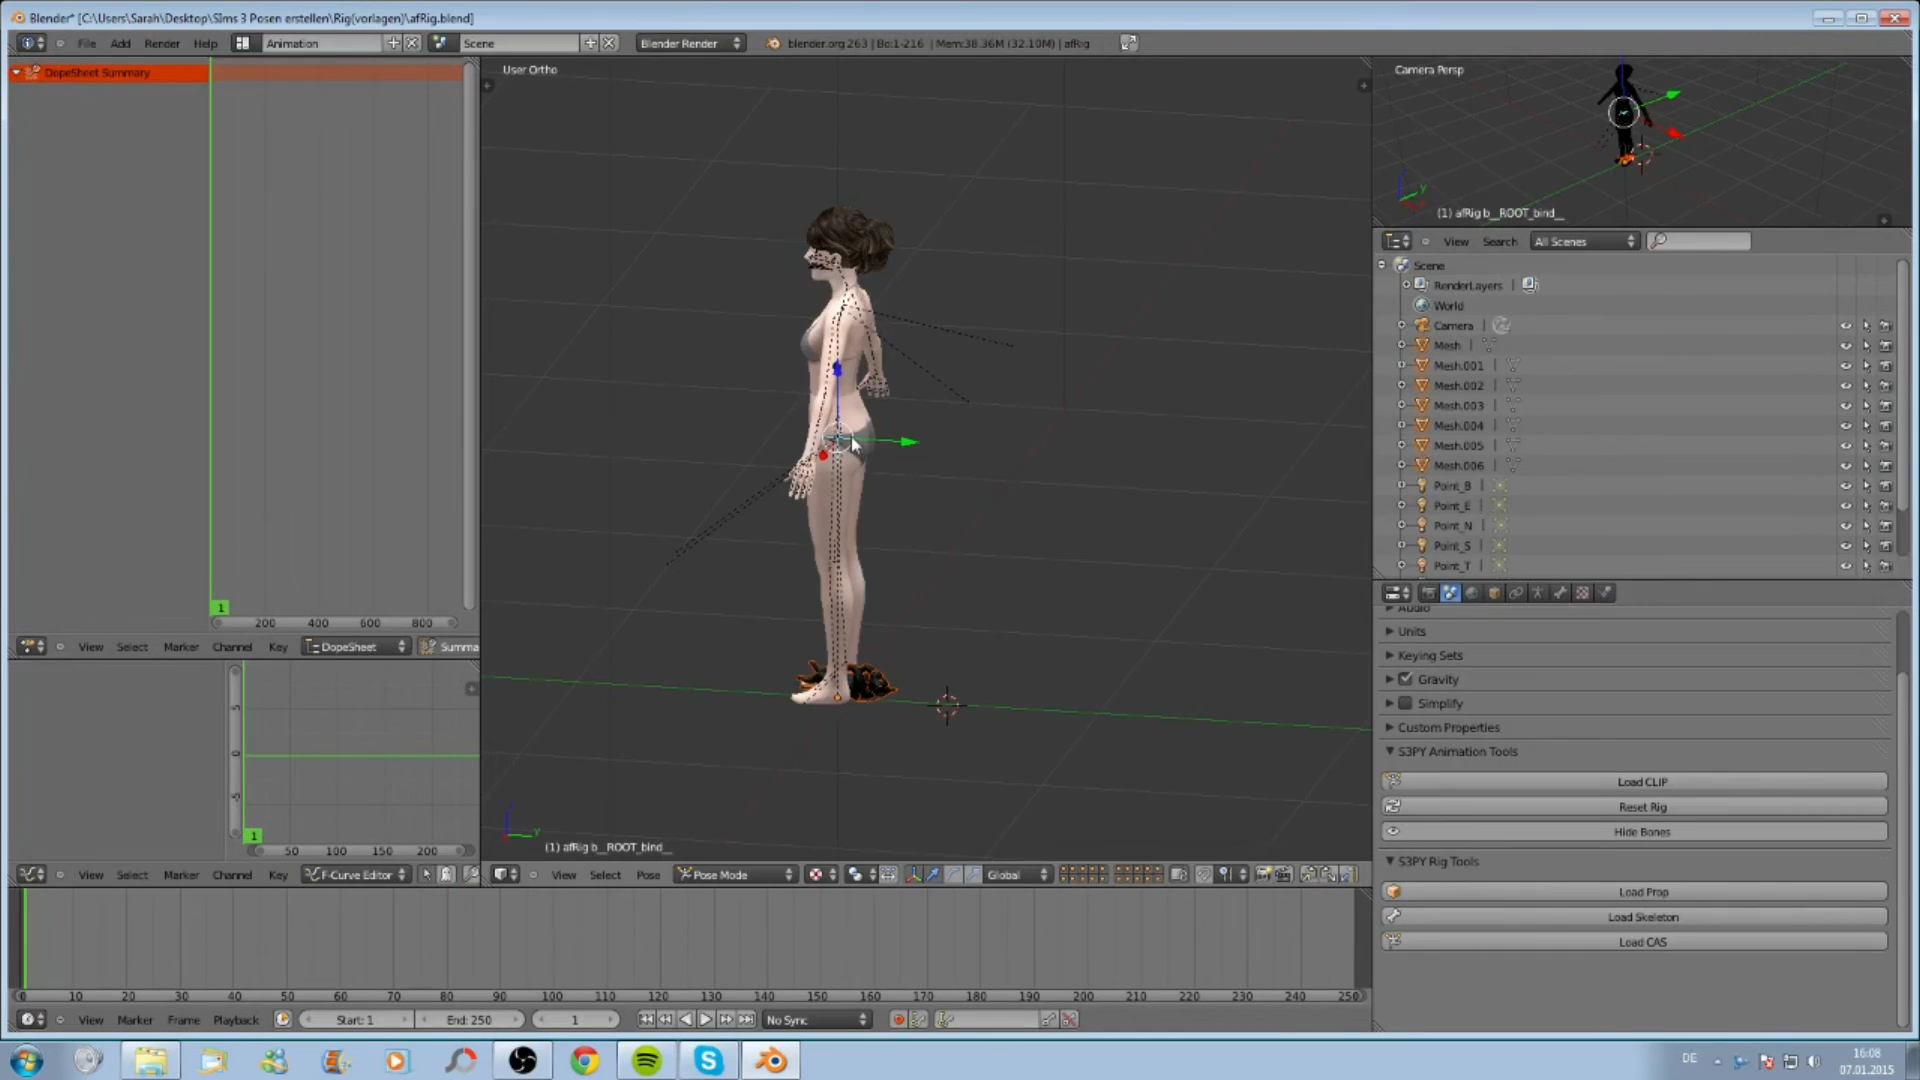 Blender* [C:\Users\Sarah\Desktop\Sims 3 Posen erstellen\Rig(vorlagen)\afRig.blend]
File Add Render Help Animation Scene Blender Render blender.org 263 | Bo:1-216 | Mem:38.36M (32.10M) | afRig
DopeSheet Summary
User Ortho
Camera Persp
(1) afRig b__ROOT_bind__
View Search All Scenes
Scene
RenderLayers |
World
Camera |
Mesh |
Mesh.001 |
Mesh.002 |
Mesh.003 |
Mesh.004 |
Mesh.005 |
Mesh.006 |
Point_B |
Point_E |
Point_N |
Point_S |
Point_T |
Audio
Units
Keying Sets
Gravity
Simplify
Custom Properties
S3PY Animation Tools
Load CLIP
Reset Rig
Hide Bones
S3PY Rig Tools
Load Prop
Load Skeleton
Load CAS
1
200 400 600 800
View Select Marker Channel Key DopeSheet Summa
5
0
-5
1
50 100 150 200
View Select Marker Channel Key F-Curve Editor
z
y
(1) afRig b__ROOT_bind__
View Select Pose Pose Mode Global
0 10 20 30 40 50 60 70 80 90 100 110 120 130 140 150 160 170 180 190 200 210 220 230 240 250
View Marker Frame Playback Start: 1 End: 250 1 No Sync
DE
16:08
07.01.2015